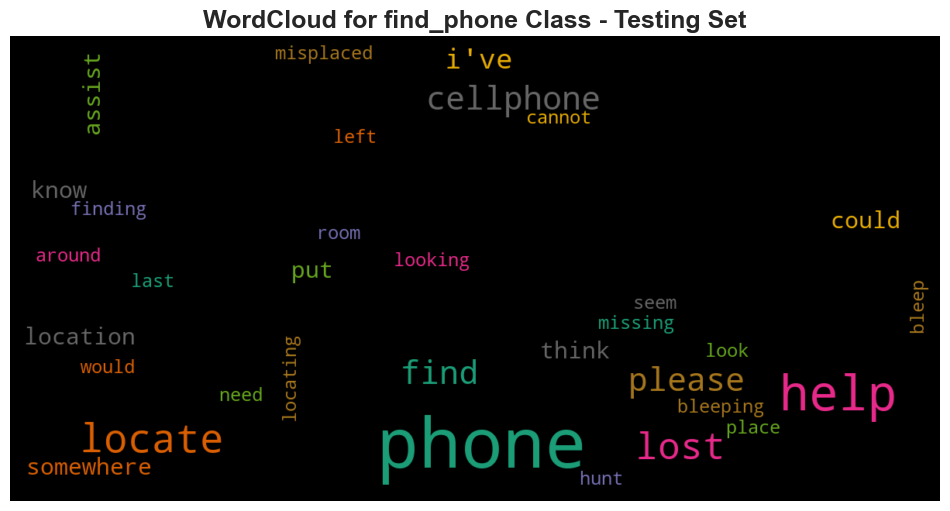 WordCloud for find_phone Class - Testing Set
misplaced
i've
assist
cellphone
cannot
left
know
finding
could
room
around
looking
put
last
bleep
seem
missing
location
think
look
would
locating
find
please
help
need
bleeping
place
locate
phone
lost
somewhere
hunt